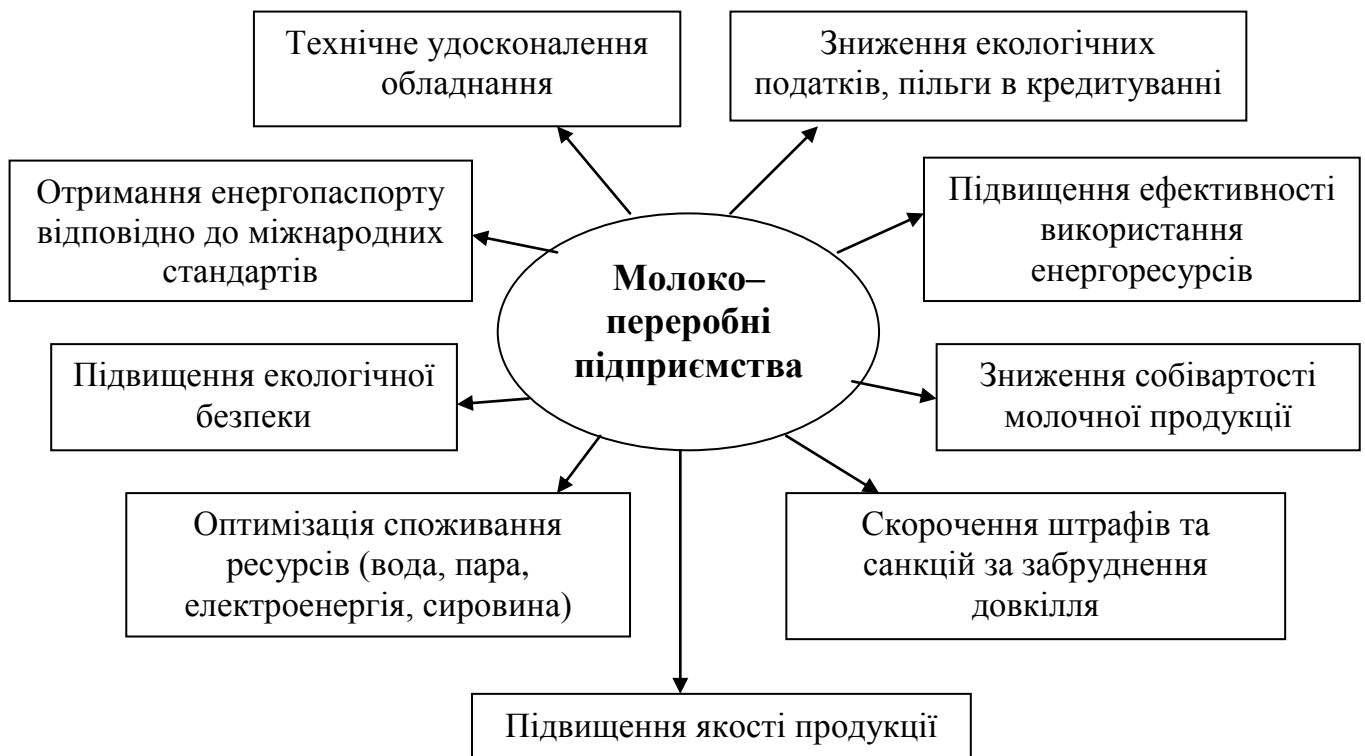 Технічне удосконалення
обладнання
Зниження екологічних
податків, пільги в кредитуванні
Отримання енергопаспорту
відповідно до міжнародних
стандартів
Підвищення ефективності
використання
енергоресурсів
Молоко–
переробні
підприємства
Підвищення екологічної
безпеки
Зниження собівартості
молочної продукції
Оптимізація споживання
ресурсів (вода, пара,
електроенергія, сировина)
Скорочення штрафів та
санкцій за забруднення
довкілля
Підвищення якості продукції